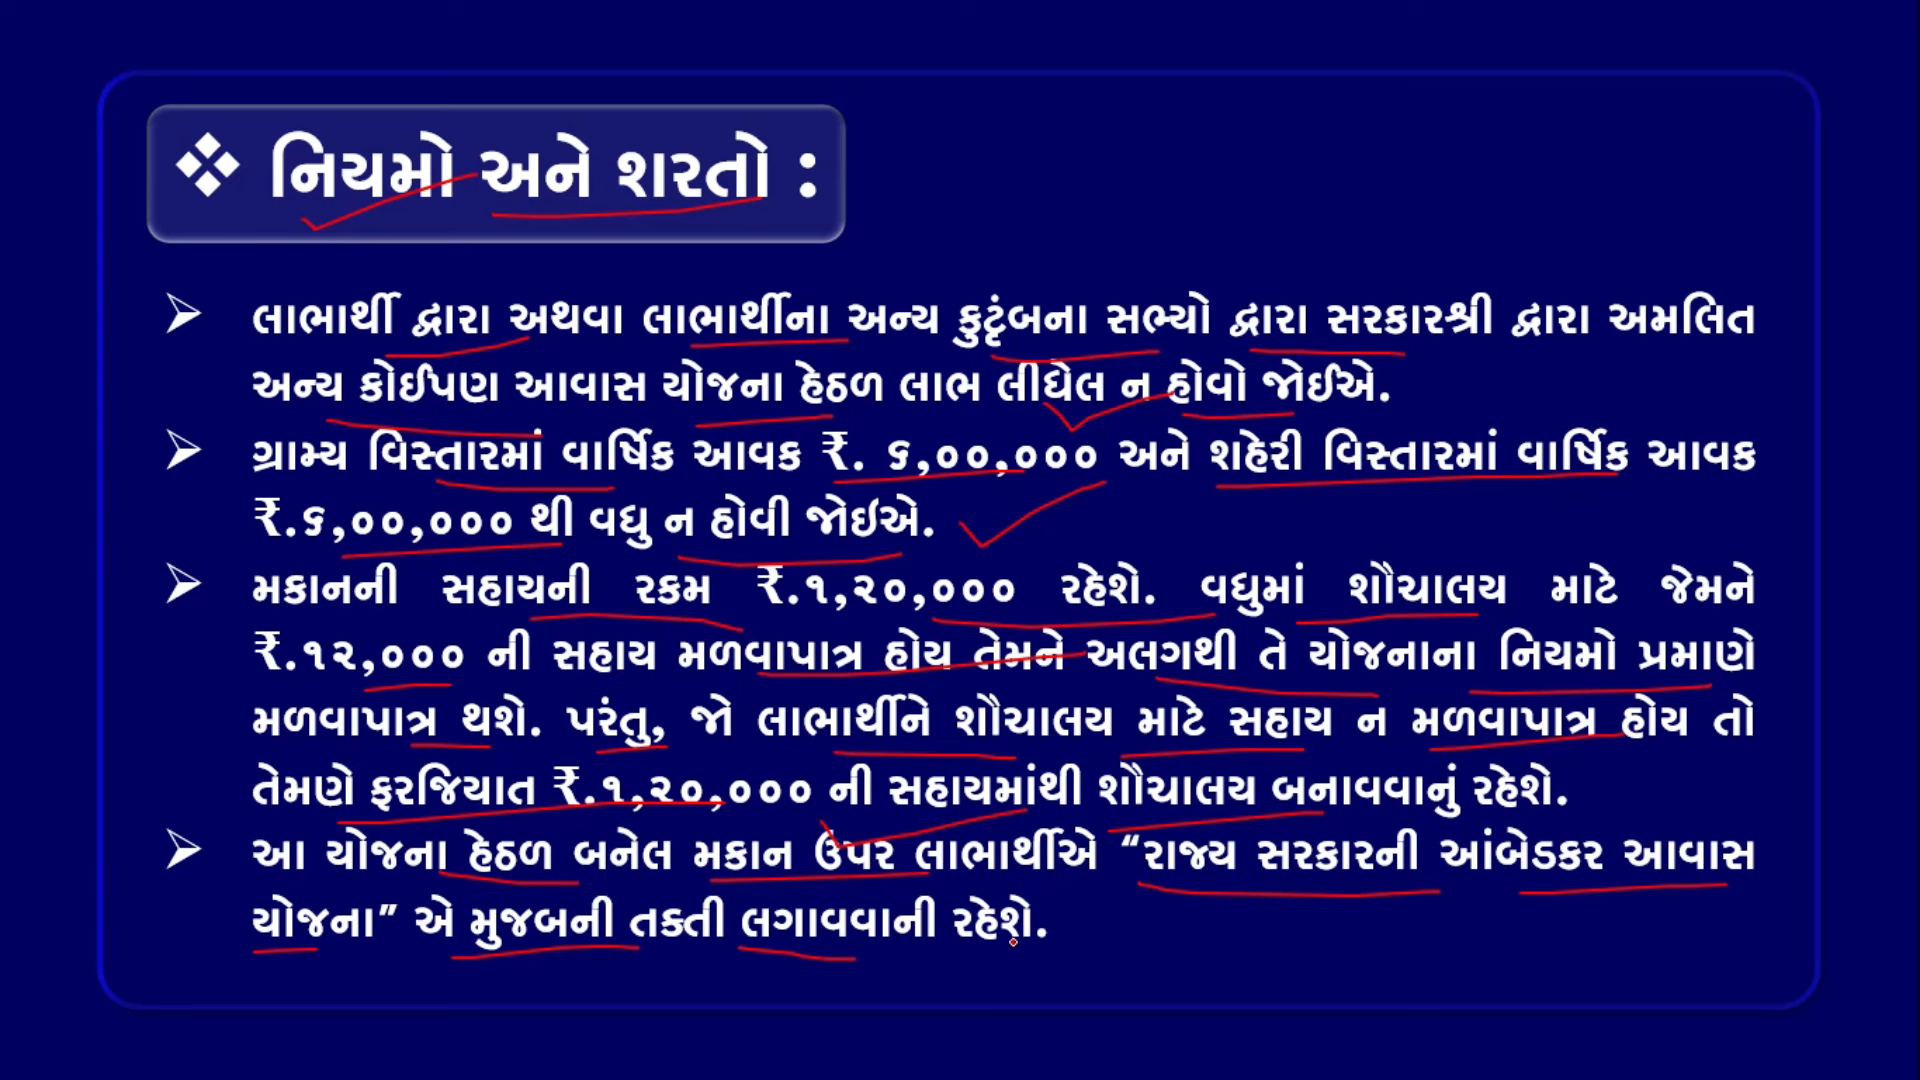 ❖ નિયમો અને શરતો :
➢ લાભાર્થી દ્વારા અથવા લાભાર્થીના અન્ય કુટુંબના સભ્યો દ્વારા સરકારશ્રી દ્વારા અમલિત
અન્ય કોઈપણ આવાસ યોજના હેઠળ લાભ લીધેલ ન હોવો જોઈએ.
➢ ગ્રામ્ય વિસ્તારમાં વાર્ષિક આવક ₹. ૬,૦૦,૦૦૦ અને શહેરી વિસ્તારમાં વાર્ષિક આવક
₹.૬,૦૦,૦૦૦ થી વધુ ન હોવી જોઇએ.
➢ મકાનની સહાયની રકમ ₹.૧,૨૦,૦૦૦ રહેશે. વધુમાં શૌચાલય માટે જેમને
₹.૧૨,૦૦૦ ની સહાય મળવાપાત્ર હોય તેમને અલગથી તે યોજનાના નિયમો પ્રમાણે
મળવાપાત્ર થશે. પરંતુ, જો લાભાર્થીને શૌચાલય માટે સહાય ન મળવાપાત્ર હોય તો
તેમણે ફરજિયાત ₹.૧,૨૦,૦૦૦ ની સહાયમાંથી શૌચાલય બનાવવાનું રહેશે.
➢ આ યોજના હેઠળ બનેલ મકાન ઉપર લાભાર્થીએ “રાજ્ય સરકારની આંબેડકર આવાસ
યોજના” એ મુજબની તક્તી લગાવવાની રહેશે.